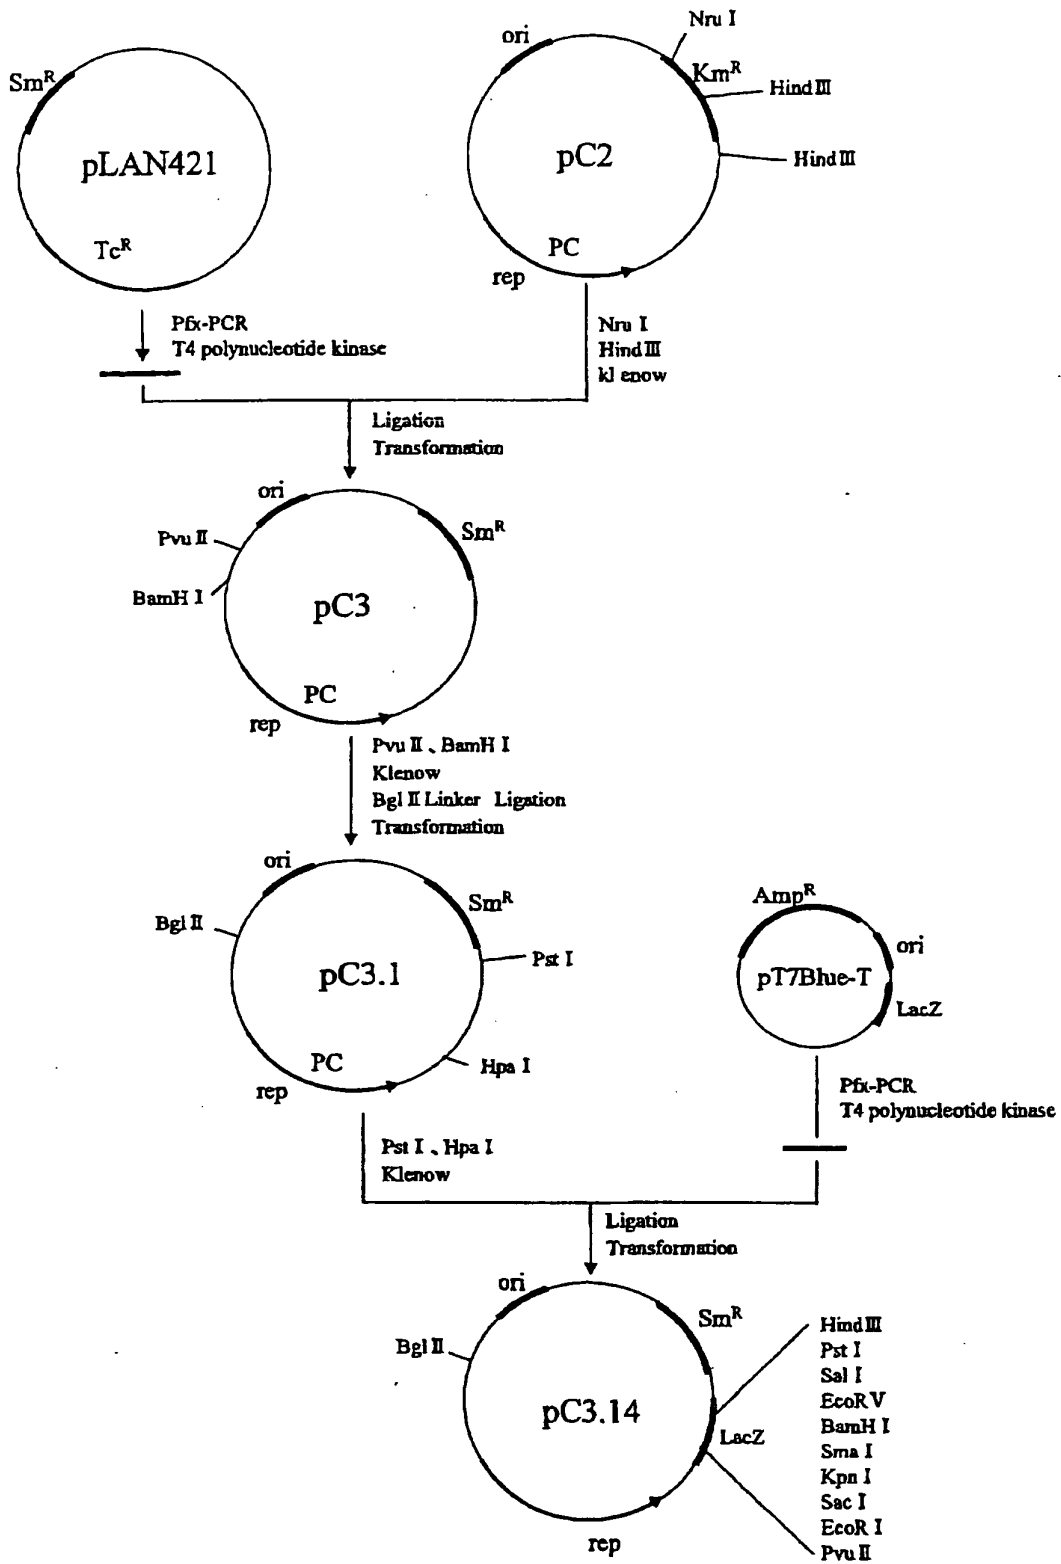 ori
Nru Ⅰ
SmR
KmR
Hind Ⅲ
pLAN421
pC2
Hind Ⅲ
TcR
PC
rep
Pfx-PCR
T4 polynucleotide kinase
Nru Ⅰ
Hind Ⅲ
kl enow
Ligation
Transformation
ori
Pvu Ⅱ
SmR
BamH Ⅰ
pC3
PC
rep
Pvu Ⅱ、BamH Ⅰ
Klenow
Bgl Ⅱ Linker Ligation
Transformation
ori
SmR
Bgl Ⅱ
Pst Ⅰ
pC3.1
PC
Hpa Ⅰ
rep
AmpR
ori
pT7Blue-T
LacZ
Pfx-PCR
T4 polynucleotide kinase
Pst Ⅰ、Hpa Ⅰ
Klenow
Ligation
Transformation
ori
SmR
Bgl Ⅱ
pC3.14
LacZ
rep
Hind Ⅲ
Pst Ⅰ
Sal Ⅰ
EcoR Ⅴ
BamH Ⅰ
Sma Ⅰ
Kpn Ⅰ
Sac Ⅰ
EcoR Ⅰ
Pvu Ⅱ